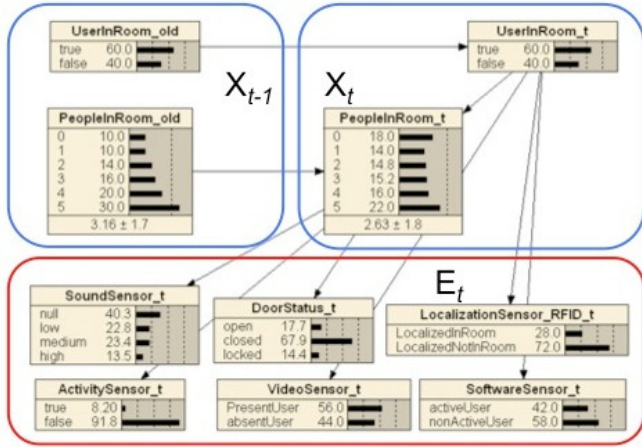 UserInRoom_old
true 60.0
false 40.0
UserInRoom_t
true 60.0
false 40.0
X t-1
X t
PeopleInRoom_old
0 10.0
1 10.0
2 14.0
3 16.0
4 20.0
5 30.0
3.16 ± 1.7
PeopleInRoom_t
0 18.0
1 14.0
2 14.8
3 15.2
4 16.0
5 22.0
2.63 ± 1.8
E t
SoundSensor_t
null 40.3
low 22.8
medium 23.4
high 13.5
DoorStatus_t
open 17.7
closed 67.9
locked 14.4
LocalizationSensor_RFID_t
LocalizedInRoom 28.0
LocalizedNotInRoom 72.0
ActivitySensor_t
true 8.20
false 91.8
VideoSensor_t
PresentUser 56.0
absentUser 44.0
SoftwareSensor_t
activeUser 42.0
nonActiveUser 58.0